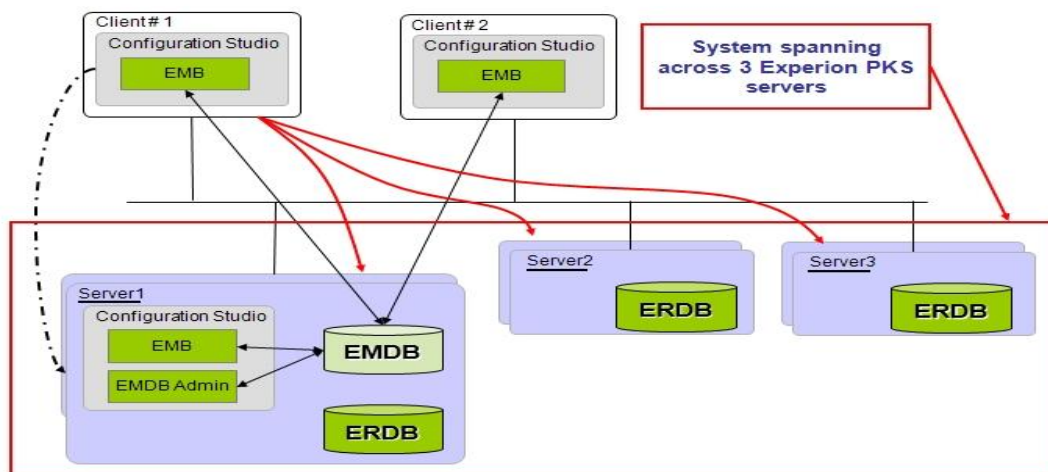 Client# 1
Configuration Studio
EMB
Client# 2
Configuration Studio
EMB
System spanning
across 3 Experion PKS
servers
Server1
Configuration Studio
EMB
EMDB Admin
EMDB
ERDB
Server2
ERDB
Server3
ERDB